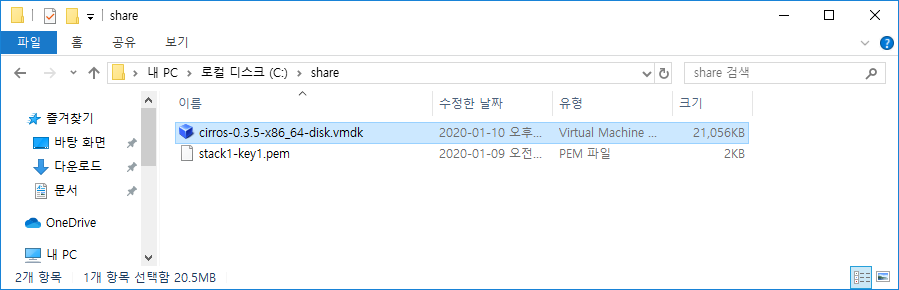 share
파일 홈 공유 보기
내 PC 로컬 디스크 (C:) share
share 검색
이름 수정한 날짜 유형 크기
즐겨찾기
바탕 화면
다운로드
문서
OneDrive
내 PC
cirros-0.3.5-x86_64-disk.vmdk 2020-01-10 오후... Virtual Machine ... 21,056KB
stack1-key1.pem 2020-01-09 오전... PEM 파일 2KB
2개 항목 1개 항목 선택함 20.5MB